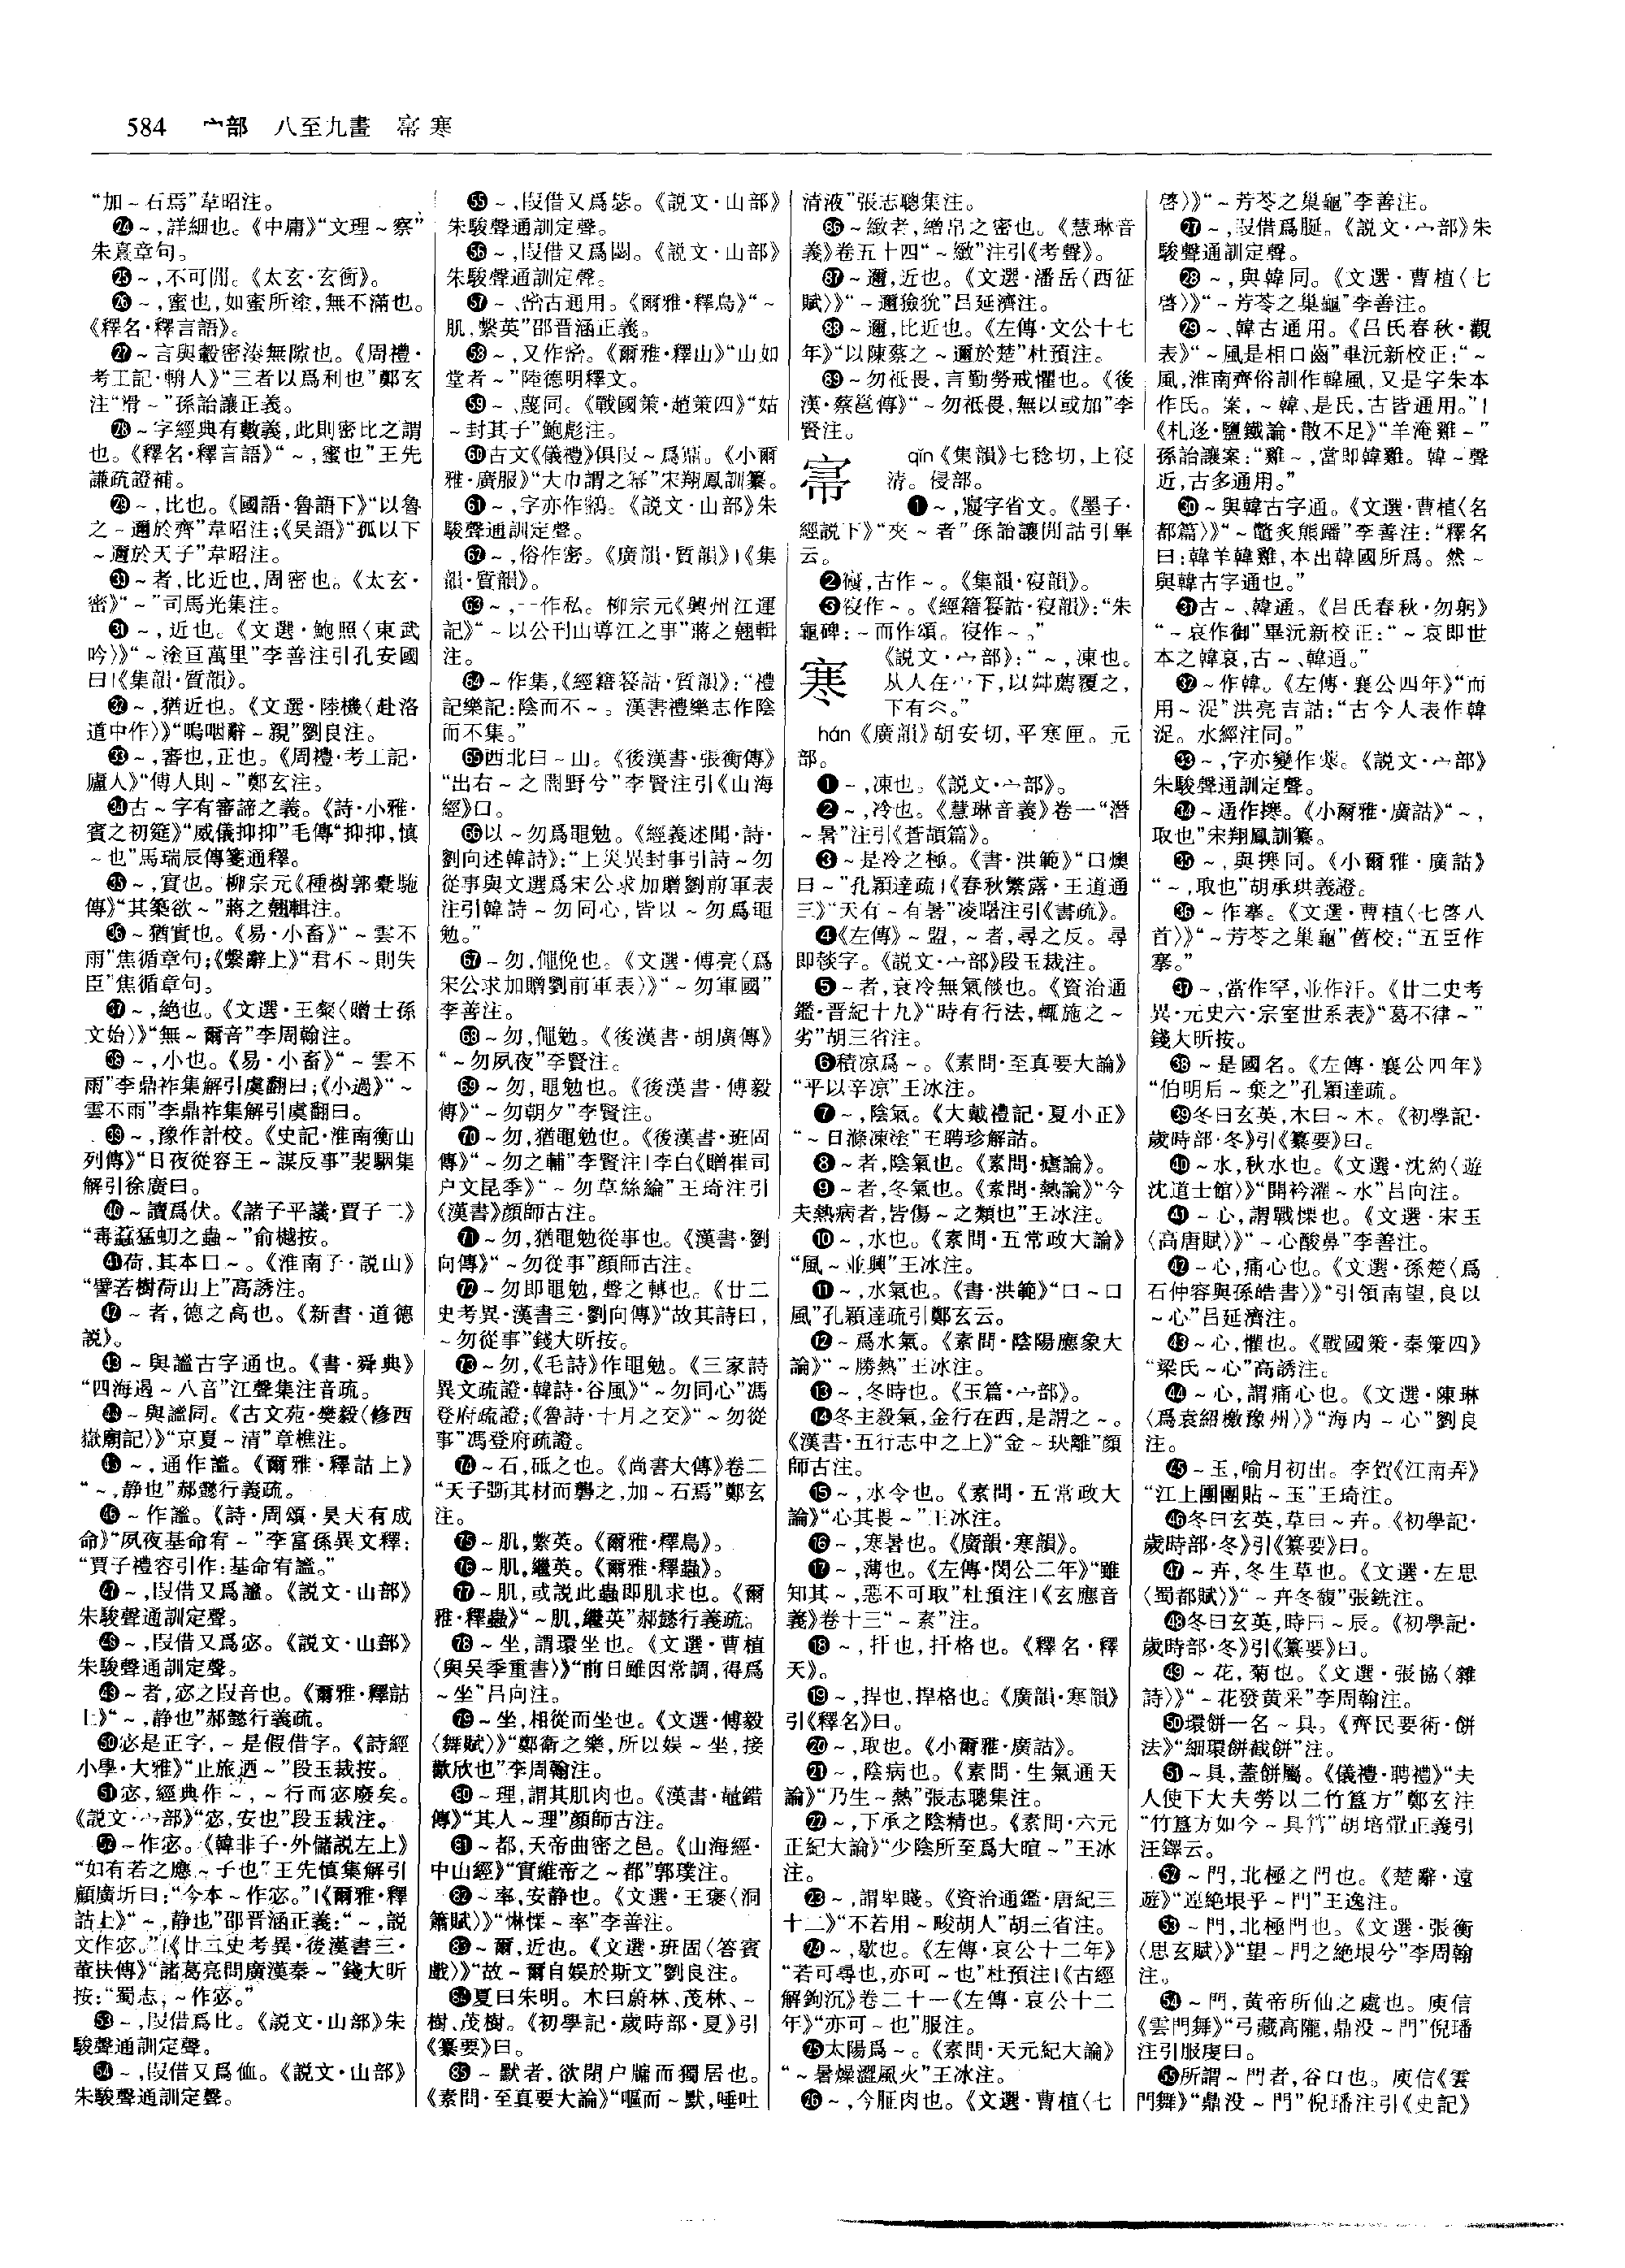 584 宀部 八至九畫 㝲 寒
“加~石焉”韋昭注。
㉔~,詳細也。《中庸》“文理~察”
朱熹章句。
㉕~,不可閒。《太玄·玄衝》。
㉖~,蜜也,如蜜所塗,無不滿也。
《釋名·釋言語》。
㉗~言與轂密湊無隙也。《周禮·
考工記·輈人》“三者以爲利也”鄭玄
注“滑~”孫詒讓正義。
㉘~字經典有數義,此則密比之謂
也。《釋名·釋言語》“~,蜜也”王先
謙疏證補。
㉙~,比也。《國語·魯語下》“以魯
之~邇於齊”韋昭注;《吴語》“孤以下
~邇於天子”韋昭注。
㉚~者,比近也,周密也。《太玄·
密》“~”司馬光集注。
㉛~,近也。《文選·鮑照〈東武
吟〉》“~塗亘萬里”李善注引孔安國
曰|《集韻·質韻》。
㉜~,猶近也。《文選·陸機〈赴洛
道中作〉》“嗚咽辭~親”劉良注。
㉝~,審也,正也。《周禮·考工記·
廬人》“傅人則~”鄭玄注。
㉞古~字有審諦之義。《詩·小雅·
賓之初筵》“威儀抑抑”毛傳“抑抑,慎
~也”馬瑞辰傳箋通釋。
㉟~,實也。柳宗元《種樹郭橐駞
傳》“其築欲~”蔣之翹輯注。
㊱~猶實也。《易·小畜》“~雲不
雨”焦循章句;《繫辭上》“君不~則失
臣”焦循章句。
㊲~,絶也。《文選·王粲〈贈士孫
文始〉》“無~爾音”李周翰注。
㊳~,小也。《易·小畜》“~雲不
雨”李鼎祚集解引虞翻曰;《小過》“~
雲不雨”李鼎祚集解引虞翻曰。
㊴~,豫作計校。《史記·淮南衡山
列傳》“日夜從容王~謀反事”裴駰集
解引徐廣曰。
㊵~讀爲伏。《諸子平議·賈子二》
“毒蠚猛虭之蟲~”俞樾按。
㊶荷,其本曰~。《淮南子·説山》
“譬若樹荷山上”高誘注。
㊷~者,德之高也。《新書·道德
説》。
㊸~與謐古字通也。《書·舜典》
“四海遏~八音”江聲集注音疏。
㊹~與謐同。《古文苑·樊毅〈修西
嶽廟記〉》“京夏~清”章樵注。
㊺~,通作謐。《爾雅·釋詁上》
“~,静也”郝懿行義疏。
㊻~作謐。《詩·周頌·昊天有成
命》“夙夜基命宥~”李富孫異文釋:
“賈子禮容引作:基命宥謐。”
㊼~,叚借又爲謐。《説文·山部》
朱駿聲通訓定聲。
㊽~,叚借又爲宓。《説文·山部》
朱駿聲通訓定聲。
㊾~者,宓之叚音也。《爾雅·釋詁
上》“~,静也”郝懿行義疏。
㊿宓是正字,~是假借字。《詩經
小學·大雅》“止旅迺~”段玉裁按。
51宓,經典作~,~行而宓廢矣。
《説文·宀部》“宓,安也”段玉裁注。
52~作宓。《韓非子·外儲説左上》
“如有若之應~子也”王先慎集解引
顧廣圻曰:“今本~作宓。”|《爾雅·釋
詁上》“~,静也”邵晉涵正義:“~,説
文作宓。”|《廿二史考異·後漢書三·
董扶傳》“諸葛亮問廣漢秦~”錢大昕
按:“蜀志,~作宓。”
53~,叚借爲比。《説文·山部》朱
駿聲通訓定聲。
54~,叚借又爲侐。《説文·山部》
朱駿聲通訓定聲。
55~,叚借又爲毖。《説文·山部》
朱駿聲通訓定聲。
56~,叚借又爲閟。《説文·山部》
朱駿聲通訓定聲。
57~、峃古通用。《爾雅·釋鳥》“~
肌,繫英”邵晉涵正義。
58~,又作峃。《爾雅·釋山》“山如
堂者~”陸德明釋文。
59~、蔤同。《戰國策·趙策四》“姑
~封其子”鮑彪注。
60古文《儀禮》俱叚~爲鼏。《小爾
雅·廣服》“大巾謂之冪”宋翔鳳訓纂。
61~,字亦作鷑。《説文·山部》朱
駿聲通訓定聲。
62~,俗作宻。《廣韻·質韻》|《集
韻·質韻》。
63~,一作私。柳宗元《興州江運
記》“~以公刊山導江之事”蔣之翹輯
注。
64~作集,《經籍籑詁·質韻》:“禮
記樂記:陰而不~。漢書禮樂志作陰
而不集。”
65西北曰~山。《後漢書·張衡傳》
“出右~之闇野兮”李賢注引《山海
經》曰。
66以~勿爲黽勉。《經義述聞·詩·
劉向述韓詩》:“上災異封事引詩~勿
從事與文選爲宋公求加贈劉前軍表
注引韓詩~勿同心,皆以~勿爲黽
勉。”
67~勿,僶俛也。《文選·傅亮〈爲
宋公求加贈劉前軍表〉》“~勿軍國”
李善注。
68~勿,僶勉。《後漢書·胡廣傳》
“~勿夙夜”李賢注。
69~勿,黽勉也。《後漢書·傅毅
傳》“~勿朝夕”李賢注。
70~勿,猶黽勉也。《後漢書·班固
傳》“~勿之輔”李賢注|李白《贈崔司
户文昆季》“~勿草絲綸”王琦注引
《漢書》顔師古注。
71~勿,猶黽勉從事也。《漢書·劉
向傳》“~勿從事”顔師古注。
72~勿即黽勉,聲之轉也。《廿二
史考異·漢書三·劉向傳》“故其詩曰,
~勿從事”錢大昕按。
73~勿,《毛詩》作黽勉。《三家詩
異文疏證·韓詩·谷風》“~勿同心”馮
登府疏證;《魯詩·十月之交》“~勿從
事”馮登府疏證。
74~石,砥之也。《尚書大傳》卷二
“天子斲其材而礱之,加~石焉”鄭玄
注。
75~肌,繫英。《爾雅·釋鳥》。
76~肌,繼英。《爾雅·釋蟲》。
77~肌,或説此蟲即肌求也。《爾
雅·釋蟲》“~肌,繼英”郝懿行義疏。
78~坐,謂環坐也。《文選·曹植
〈與吴季重書〉》“前日雖因常調,得爲
~坐”吕向注。
79~坐,相從而坐也。《文選·傅毅
〈舞賦〉》“鄭衛之樂,所以娱~坐,接
歡欣也”李周翰注。
80~理,謂其肌肉也。《漢書·鼂錯
傳》“其人~理”顔師古注。
81~都,天帝曲密之邑。《山海經·
中山經》“實維帝之~都”郭璞注。
82~率,安静也。《文選·王褒〈洞
簫賦〉》“惏慄~率”李善注。
83~爾,近也。《文選·班固〈答賓
戲〉》“故~爾自娱於斯文”劉良注。
84夏曰朱明。木曰蔚林、茂林、~
樹、茂樹。《初學記·歲時部·夏》引
《纂要》曰。
85~默者,欲閉户牖而獨居也。
《素問·至真要大論》“嘔而~默,唾吐
清液”張志聰集注。
86~緻者,繒帛之密也。《慧琳音
義》卷五十四“~緻”注引《考聲》。
87~邇,近也。《文選·潘岳〈西征
賦〉》“~邇獫狁”吕延濟注。
88~邇,比近也。《左傳·文公十七
年》“以陳蔡之~邇於楚”杜預注。
89~勿祗畏,言勤勞戒懼也。《後
漢·蔡邕傳》“~勿祗畏,無以或加”李
賢注。
㝲
qǐn《集韻》七稔切,上寑
清。侵部。
❶~,寢字省文。《墨子·
經説下》“夾~者”孫詒讓閒詁引畢
云。
❷寢,古作~。《集韻·寑韻》。
❸寑作~。《經籍籑詁·寑韻》:“朱
龜碑:~而作頌。寑作~。”
寒
《説文·宀部》:“~,凍也。
从人在宀下,以茻薦覆之,
下有仌。”
hán《廣韻》胡安切,平寒匣。元
部。
❶~,凍也。《説文·宀部》。
❷~,冷也。《慧琳音義》卷一“潛
~暑”注引《蒼頡篇》。
❸~是冷之極。《書·洪範》“曰燠
曰~”孔穎達疏|《春秋繁露·王道通
三》“天有~有暑”凌曙注引《書疏》。
❹《左傳》~盟,~者,尋之反。尋
即燅字。《説文·宀部》段玉裁注。
❺~者,衰冷無氣燄也。《資治通
鑑·晉紀十九》“時有行法,輒施之~
劣”胡三省注。
❻積凉爲~。《素問·至真要大論》
“平以辛凉”王冰注。
❼~,陰氣。《大戴禮記·夏小正》
“~日滌凍塗”王聘珍解詁。
❽~者,陰氣也。《素問·瘧論》。
❾~者,冬氣也。《素問·熱論》“今
夫熱病者,皆傷~之類也”王冰注。
❿~,水也。《素問·五常政大論》
“風~並興”王冰注。
⓫~,水氣也。《書·洪範》“曰~曰
風”孔穎達疏引鄭玄云。
⓬~爲水氣。《素問·陰陽應象大
論》“~勝熱”王冰注。
⓭~,冬時也。《玉篇·宀部》。
⓮冬主殺氣,金行在西,是謂之~。
《漢書·五行志中之上》“金~玦離”顔
師古注。
⓯~,水令也。《素問·五常政大
論》“心其畏~”王冰注。
⓰~,寒暑也。《廣韻·寒韻》。
⓱~,薄也。《左傳·閔公二年》“雖
知其~,惡不可取”杜預注|《玄應音
義》卷十三“~素”注。
⓲~,扞也,扞格也。《釋名·釋
天》。
⓳~,捍也,捍格也。《廣韻·寒韻》
引《釋名》曰。
⓴~,取也。《小爾雅·廣詁》。
㉑~,陰病也。《素問·生氣通天
論》“乃生~熱”張志聰集注。
㉒~,下承之陰精也。《素問·六元
正紀大論》“少陰所至爲大暄~”王冰
注。
㉓~,謂卑賤。《資治通鑑·唐紀三
十二》“不若用~畯胡人”胡三省注。
㉔~,歇也。《左傳·哀公十二年》
“若可尋也,亦可~也”杜預注|《古經
解鉤沉》卷二十一《左傳·哀公十二
年》“亦可~也”服注。
㉕太陽爲~。《素問·天元紀大論》
“~暑燥濕風火”王冰注。
㉖~,今脠肉也。《文選·曹植〈七
啓〉》“~芳苓之巢龜”李善注。
㉗~,叚借爲脠。《説文·宀部》朱
駿聲通訓定聲。
㉘~,與韓同。《文選·曹植〈七
啓〉》“~芳苓之巢龜”李善注。
㉙~、韓古通用。《吕氏春秋·觀
表》“~風是相口齒”畢沅新校正:“~
風,淮南齊俗訓作韓風,又是字朱本
作氏。案,~韓、是氏,古皆通用。”|
《札迻·鹽鐵論·散不足》“羊淹雞~”
孫詒讓案:“雞~,當即韓雞。韓~聲
近,古多通用。”
㉚~與韓古字通。《文選·曹植〈名
都篇〉》“~鼈炙熊蹯”李善注:“釋名
曰:韓羊韓雞,本出韓國所爲。然~
與韓古字通也。”
㉛古~、韓通。《吕氏春秋·勿躬》
“~哀作御”畢沅新校正:“~哀即世
本之韓哀,古~、韓通。”
㉜~作韓。《左傳·襄公四年》“而
用~浞”洪亮吉詁:“古今人表作韓
浞。水經注同。”
㉝~,字亦變作㶥。《説文·宀部》
朱駿聲通訓定聲。
㉞~通作搴。《小爾雅·廣詁》“~,
取也”宋翔鳳訓纂。
㉟~,與搴同。《小爾雅·廣詁》
“~,取也”胡承珙義證。
㊱~作搴。《文選·曹植〈七啓八
首〉》“~芳苓之巢龜”舊校:“五臣作
搴。”
㊲~,當作罕,並作汗。《廿二史考
異·元史六·宗室世系表》“葛不律~”
錢大昕按。
㊳~是國名。《左傳·襄公四年》
“伯明后~棄之”孔穎達疏。
㊴冬曰玄英,木曰~木。《初學記·
歲時部·冬》引《纂要》曰。
㊵~水,秋水也。《文選·沈約〈遊
沈道士館〉》“開衿濯~水”吕向注。
㊶~心,謂戰慄也。《文選·宋玉
〈高唐賦〉》“~心酸鼻”李善注。
㊷~心,痛心也。《文選·孫楚〈爲
石仲容與孫皓書〉》“引領南望,良以
~心”吕延濟注。
㊸~心,懼也。《戰國策·秦策四》
“梁氏~心”高誘注。
㊹~心,謂痛心也。《文選·陳琳
〈爲袁紹檄豫州〉》“海内~心”劉良
注。
㊺~玉,喻月初出。李賀《江南弄》
“江上團團貼~玉”王琦注。
㊻冬曰玄英,草曰~卉。《初學記·
歲時部·冬》引《纂要》曰。
㊼~卉,冬生草也。《文選·左思
〈蜀都賦〉》“~卉冬馥”張銑注。
㊽冬曰玄英,時曰~辰。《初學記·
歲時部·冬》引《纂要》曰。
㊾~花,菊也。《文選·張協〈雜
詩〉》“~花發黄采”李周翰注。
㊿環餅一名~具。《齊民要術·餅
法》“細環餅截餅”注。
51~具,蓋餅屬。《儀禮·聘禮》“夫
人使下大夫勞以二竹簋方”鄭玄注
“竹簋方如今~具筥”胡培翬正義引
汪鐸云。
52~門,北極之門也。《楚辭·遠
遊》“逴絶垠乎~門”王逸注。
53~門,北極門也。《文選·張衡
〈思玄賦〉》“望~門之絶垠兮”李周翰
注。
54~門,黄帝所仙之處也。庾信
《雲門舞》“弓藏高隴,鼎没~門”倪璠
注引服虔曰。
55所謂~門者,谷口也。庾信《雲
門舞》“鼎没~門”倪璠注引《史記》